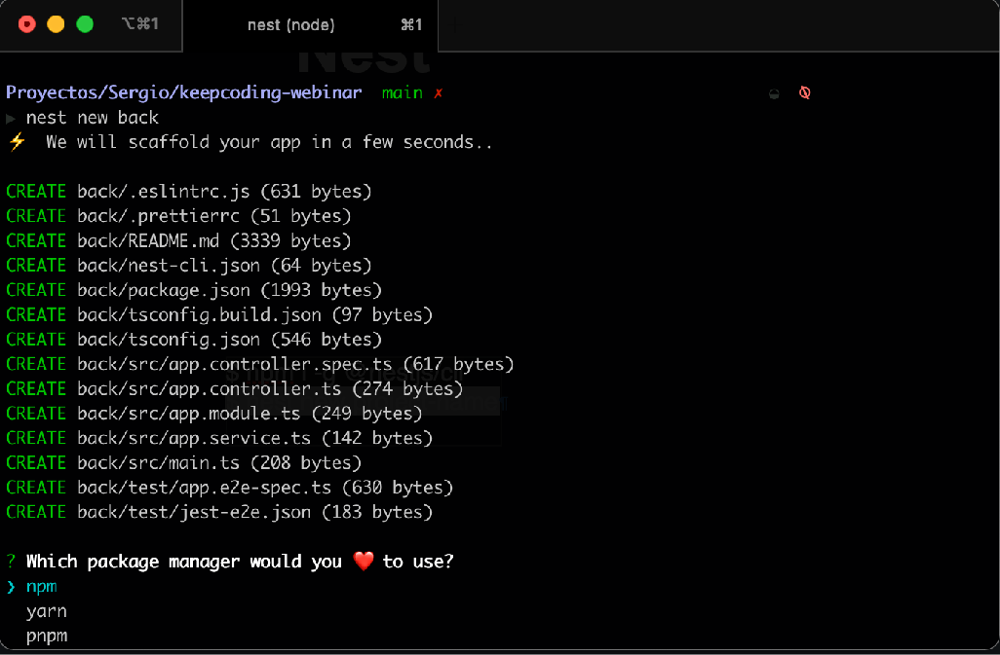 ⌥⌘1 nest (node) ⌘1
Nest
Proyectos/Sergio/keepcoding-webinar main ✗
▶ nest new back
⚡ We will scaffold your app in a few seconds..
CREATE back/.eslintrc.js (631 bytes)
CREATE back/.prettierrc (51 bytes)
CREATE back/README.md (3339 bytes)
CREATE back/nest-cli.json (64 bytes)
CREATE back/package.json (1993 bytes)
CREATE back/tsconfig.build.json (97 bytes)
CREATE back/tsconfig.json (546 bytes)
CREATE back/src/app.controller.spec.ts (617 bytes)
CREATE back/src/app.controller.ts (274 bytes)
CREATE back/src/app.module.ts (249 bytes)
CREATE back/src/app.service.ts (142 bytes)
CREATE back/src/main.ts (208 bytes)
CREATE back/test/app.e2e-spec.ts (630 bytes)
CREATE back/test/jest-e2e.json (183 bytes)
? Which package manager would you ❤️ to use?
❯ npm
yarn
pnpm